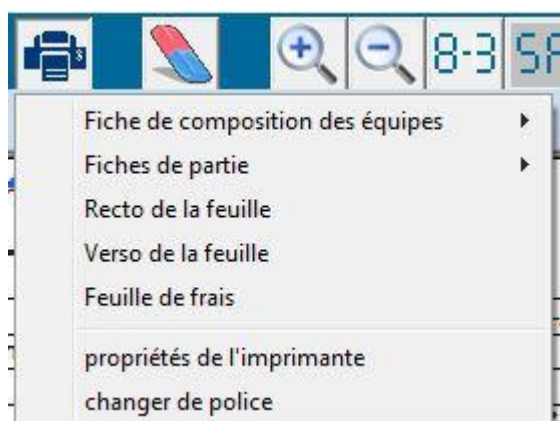 8-3 SP
Fiche de composition des équipes
Fiches de partie
Recto de la feuille
Verso de la feuille
Feuille de frais
propriétés de l'imprimante
changer de police